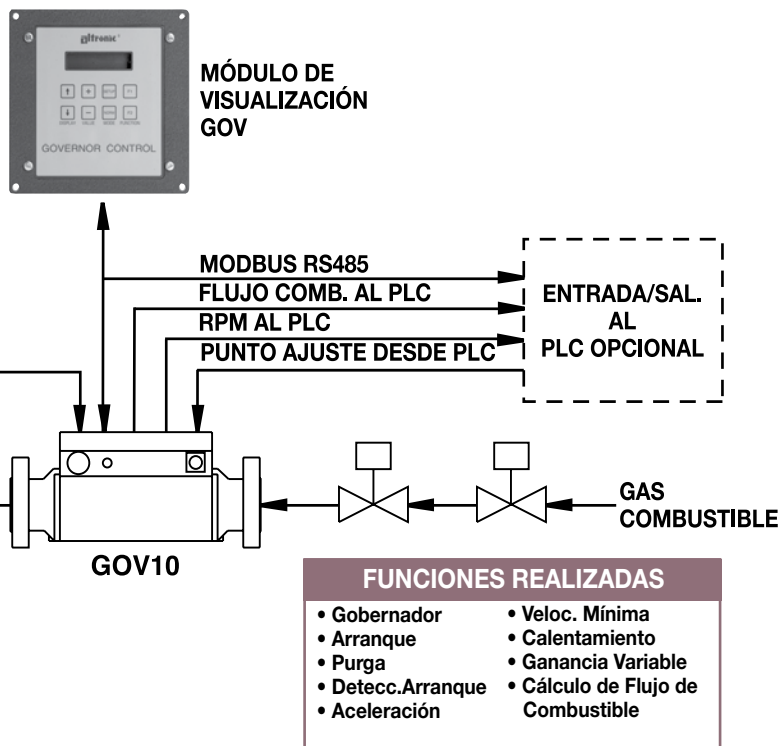 altronic
GOVERNOR CONTROL
MÓDULO DE
VISUALIZACIÓN
GOV
MODBUS RS485
FLUJO COMB. AL PLC
RPM AL PLC
PUNTO AJUSTE DESDE PLC
ENTRADA/SAL.
AL
PLC OPCIONAL
GAS
COMBUSTIBLE
GOV10
FUNCIONES REALIZADAS
• Gobernador
• Arranque
• Purga
• Detecc.Arranque
• Aceleración
• Veloc. Mínima
• Calentamiento
• Ganancia Variable
• Cálculo de Flujo de
Combustible